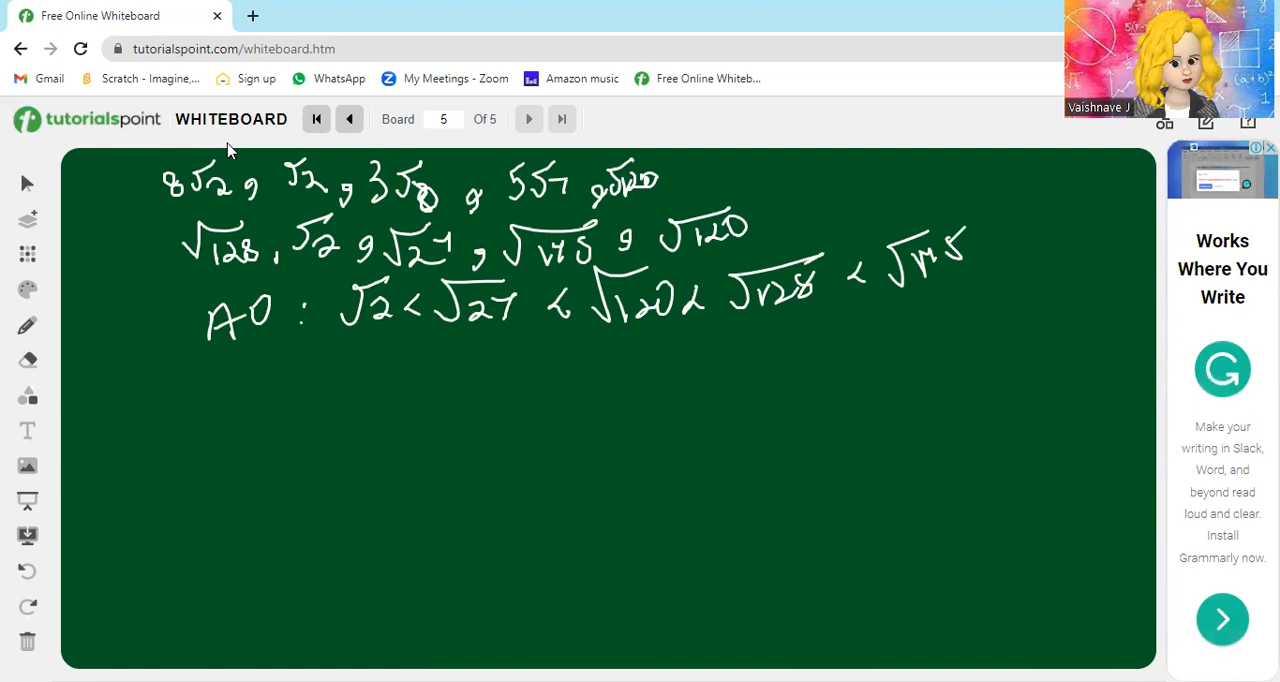 Free Online Whiteboard
tutorialspoint.com/whiteboard.htm
Gmail Scratch - Imagine,... Sign up WhatsApp My Meetings - Zoom Amazon music Free Online Whiteb...
Vaishnave J
tutorialspoint WHITEBOARD Board 5 Of 5
8√2, √2, 3√8, 5√7, √120
√128, √2, √27, √175, √120
AO : √2 < √27 < √120 < √128 < √175
Works
Where You
Write
Make your
writing in Slack,
Word, and
beyond read
loud and clear.
Install
Grammarly now.